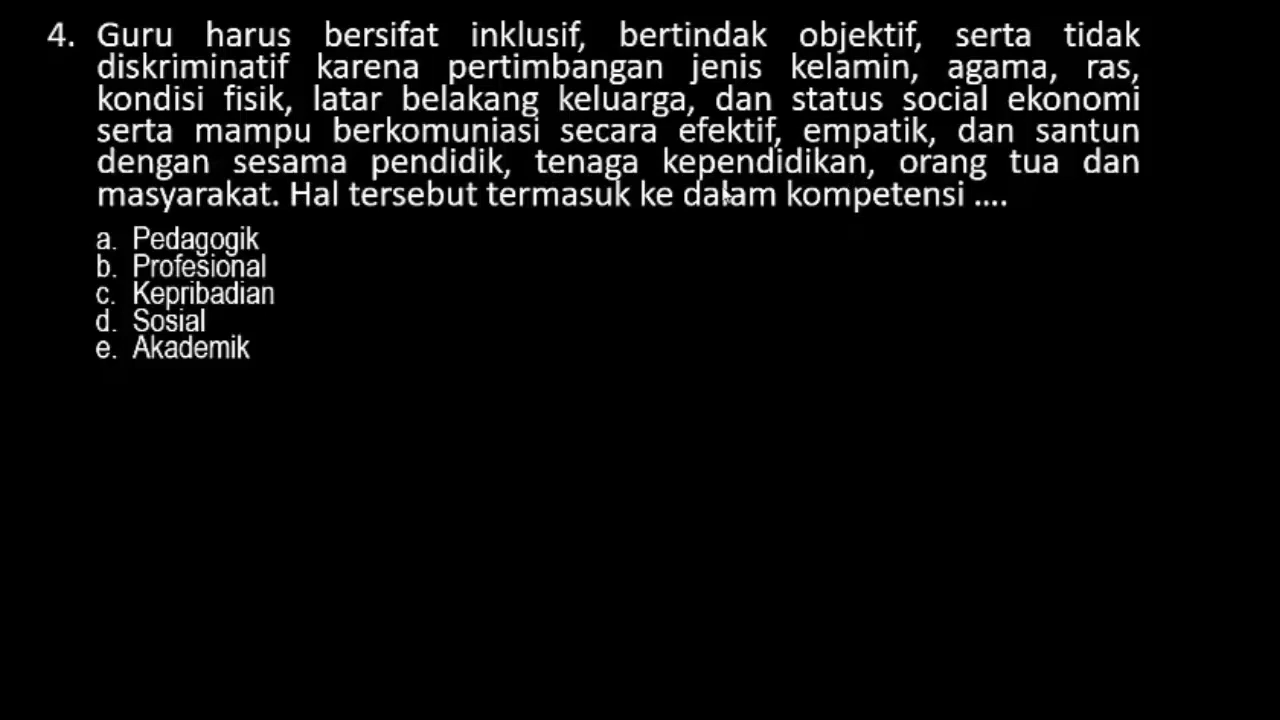 4. Guru harus bersifat inklusif, bertindak objektif, serta tidak
diskriminatif karena pertimbangan jenis kelamin, agama, ras,
kondisi fisik, latar belakang keluarga, dan status social ekonomi
serta mampu berkomuniasi secara efektif, empatik, dan santun
dengan sesama pendidik, tenaga kependidikan, orang tua dan
masyarakat. Hal tersebut termasuk ke dalam kompetensi ....
a. Pedagogik
b. Profesional
c. Kepribadian
d. Sosial
e. Akademik